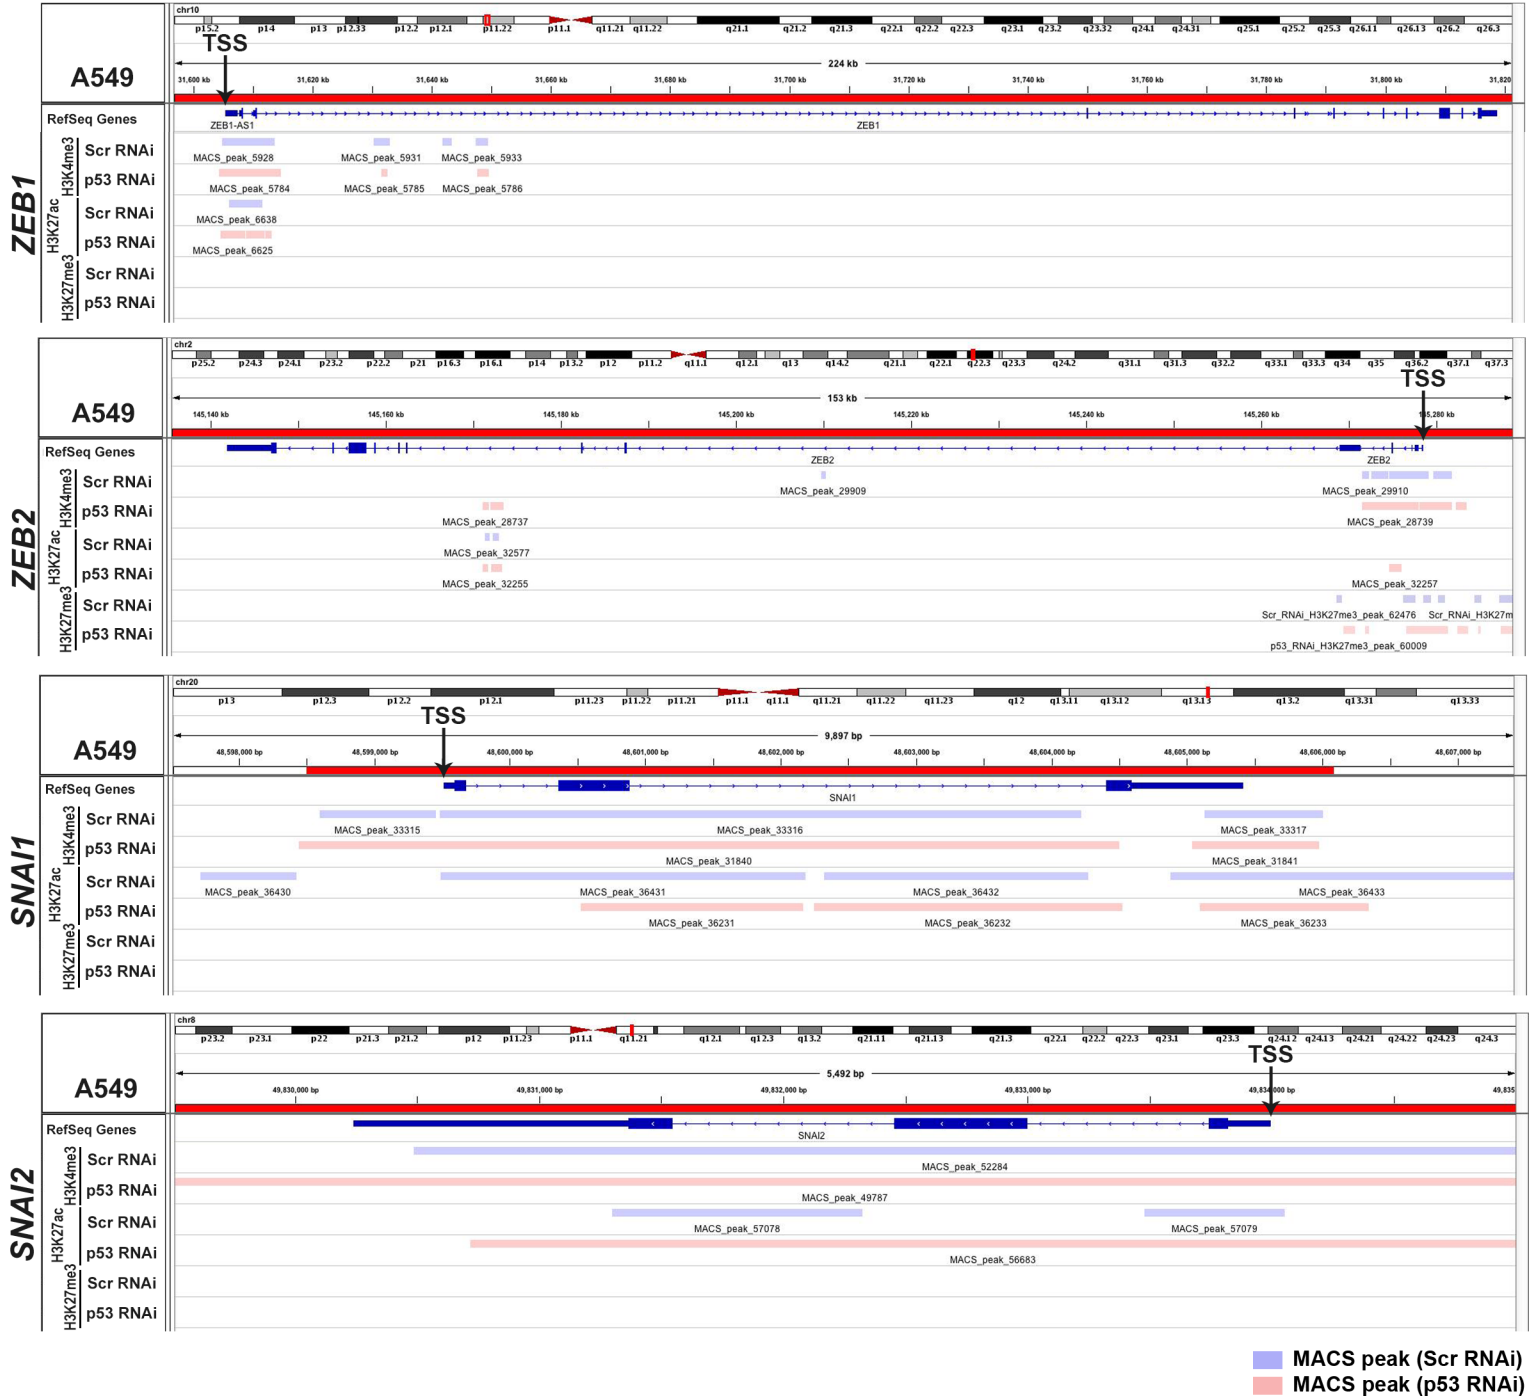 chr10
p15.2 p14 p13 p12.33 p12.2 p12.1 p11.22 p11.1 q11.21 q11.22 q21.1 q21.2 q21.3 q22.1 q22.2 q22.3 q23.1 q23.2 q23.32 q24.1 q24.31 q25.1 q25.2 q25.3 q26.11 q26.13 q26.2 q26.3
TSS
A549
224 kb
31,600 kb 31,620 kb 31,640 kb 31,660 kb 31,680 kb 31,700 kb 31,720 kb 31,740 kb 31,760 kb 31,780 kb 31,800 kb 31,820
RefSeq Genes
ZEB1-AS1 ZEB1
ZEB1
H3K4me3
Scr RNAi
MACS_peak_5928 MACS_peak_5931 MACS_peak_5933
p53 RNAi
MACS_peak_5784 MACS_peak_5785 MACS_peak_5786
H3K27ac
Scr RNAi
MACS_peak_6638
p53 RNAi
MACS_peak_6625
H3K27me3
Scr RNAi
p53 RNAi
chr2
p25.2 p24.3 p24.1 p23.2 p22.2 p21 p16.3 p16.1 p14 p13.2 p12 p11.2 q11.1 q12.1 q13 q14.2 q21.1 q22.1 q22.3 q23.3 q24.2 q31.1 q31.3 q32.2 q33.1 q33.3 q34 q35 q36.2 q37.1 q37.3
TSS
A549
153 kb
145,140 kb 145,160 kb 145,180 kb 145,200 kb 145,220 kb 145,240 kb 145,260 kb 145,280 kb
RefSeq Genes
ZEB2 ZEB2
ZEB2
H3K4me3
Scr RNAi
MACS_peak_29909 MACS_peak_29910
p53 RNAi
MACS_peak_28737 MACS_peak_28739
H3K27ac
Scr RNAi
MACS_peak_32577
p53 RNAi
MACS_peak_32255 MACS_peak_32257
H3K27me3
Scr RNAi
Scr_RNAi_H3K27me3_peak_62476 Scr_RNAi_H3K27m
p53 RNAi
p53_RNAi_H3K27me3_peak_60009
chr20
p13 p12.3 p12.2 p12.1 p11.23 p11.22 p11.21 p11.1 q11.1 q11.21 q11.22 q11.23 q12 q13.11 q13.12 q13.13 q13.2 q13.31 q13.33
TSS
A549
9,897 bp
48,598,000 bp 48,599,000 bp 48,600,000 bp 48,601,000 bp 48,602,000 bp 48,603,000 bp 48,604,000 bp 48,605,000 bp 48,606,000 bp 48,607,000 bp
RefSeq Genes
SNAI1
SNAI1
H3K4me3
Scr RNAi
MACS_peak_33315 MACS_peak_33316 MACS_peak_33317
p53 RNAi
MACS_peak_31840 MACS_peak_31841
H3K27ac
Scr RNAi
MACS_peak_36430 MACS_peak_36431 MACS_peak_36432 MACS_peak_36433
p53 RNAi
MACS_peak_36231 MACS_peak_36232 MACS_peak_36233
H3K27me3
Scr RNAi
p53 RNAi
chr8
p23.2 p23.1 p22 p21.3 p21.2 p12 p11.23 p11.1 q11.21 q12.1 q12.3 q13.2 q21.11 q21.13 q21.3 q22.1 q22.2 q22.3 q23.1 q23.3 q24.12 q24.13 q24.21 q24.22 q24.23 q24.3
TSS
A549
5,492 bp
49,830,000 bp 49,831,000 bp 49,832,000 bp 49,833,000 bp 49,834,000 bp 49,835
RefSeq Genes
SNAI2
SNAI2
H3K4me3
Scr RNAi
MACS_peak_52284
p53 RNAi
MACS_peak_49787
H3K27ac
Scr RNAi
MACS_peak_57078 MACS_peak_57079
p53 RNAi
MACS_peak_56683
H3K27me3
Scr RNAi
p53 RNAi
MACS peak (Scr RNAi)
MACS peak (p53 RNAi)